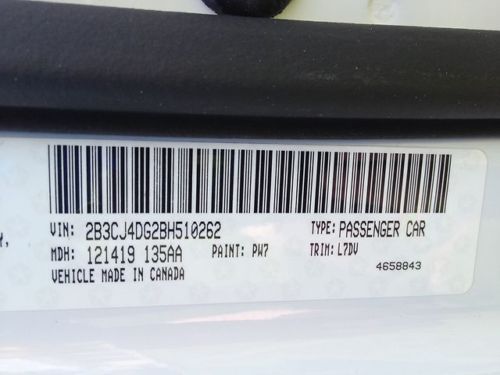 VIN: 2B3CJ4DG2BH510262 TYPE: PASSENGER CAR
MDH: 121419 135AA PAINT: PW7 TRIM: L7DV
VEHICLE MADE IN CANADA 4658843